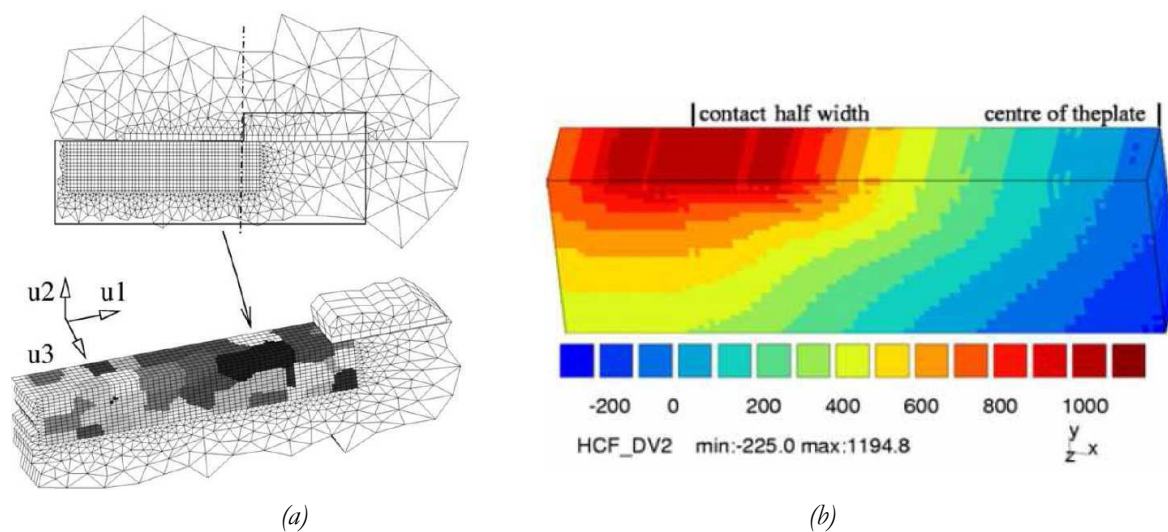 u2
u1
u3
(a)
contact half width
centre of theplate
-200 0 200 400 600 800 1000
HCF_DV2 min:-225.0 max:1194.8
y
z x
(b)